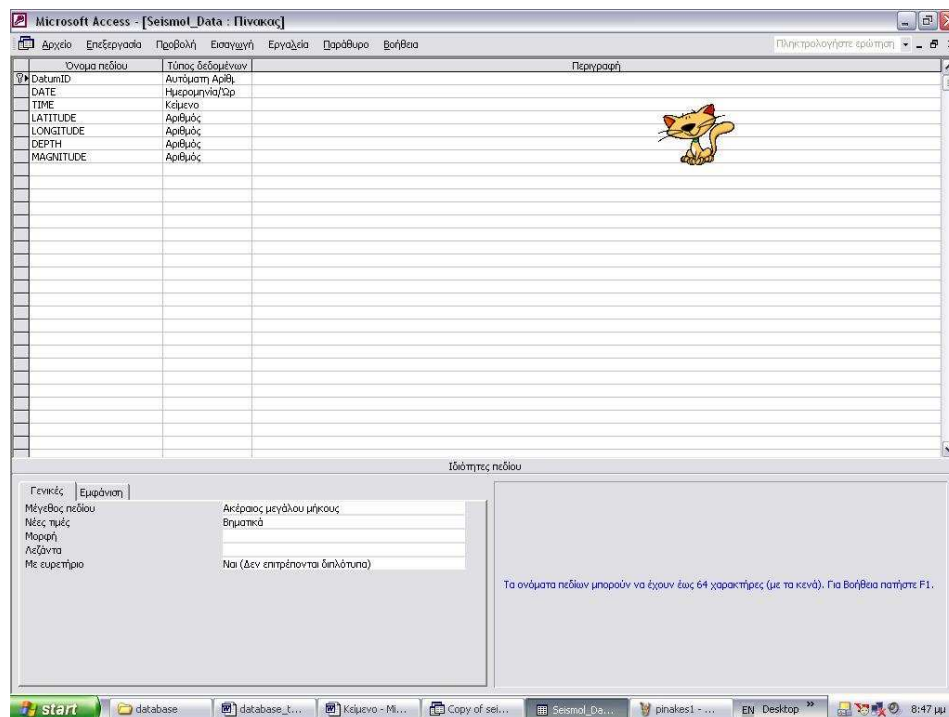 Microsoft Access - [Seismol_Data : Πίνακας]
Αρχείο Επεξεργασία Προβολή Εισαγωγή Εργαλεία Παράθυρο Βοήθεια Πληκτρολογήστε ερώτηση
Όνομα πεδίου Τύπος δεδομένων Περιγραφή
DatumID Αυτόματη Αρίθμ
DATE Ημερομηνία/Ώρ
TIME Κείμενο
LATITUDE Αριθμός
LONGITUDE Αριθμός
DEPTH Αριθμός
MAGNITUDE Αριθμός
Ιδιότητες πεδίου
Γενικές Εμφάνιση
Μέγεθος πεδίου Ακέραιος μεγάλου μήκους
Νέες τιμές Βηματικά
Μορφή
Λεζάντα
Με ευρετήριο Ναι (Δεν επιτρέπονται διπλότυπα)
Τα ονόματα πεδίων μπορούν να έχουν έως 64 χαρακτήρες (με τα κενά). Για Βοήθεια πατήστε F1.
start database database_t... Κείμενο - Mi... Copy of sei... Seismol_Da... pinakes1 - ... EN Desktop » 8:47 μμ